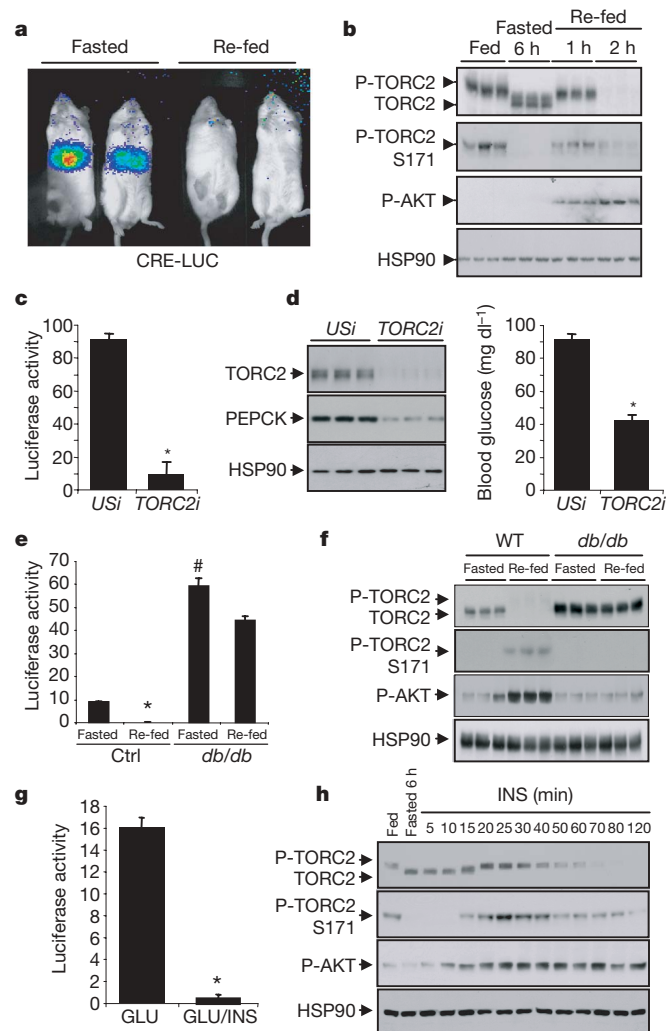 a
Fasted Re-fed
CRE-LUC
b
Fed Fasted 6 h Re-fed 1 h 2 h
P-TORC2
TORC2
P-TORC2 S171
P-AKT
HSP90
c
Luciferase activity
100
80
60
40
20
0
USi TORC2i
*
d
USi TORC2i
TORC2
PEPCK
HSP90
Blood glucose (mg dl–1)
100
80
60
40
20
0
*
USi TORC2i
e
Luciferase activity
70
60
50
40
30
20
10
0
* #
Fasted Re-fed Fasted Re-fed
Ctrl db/db
f
WT db/db
Fasted Re-fed Fasted Re-fed
P-TORC2
TORC2
P-TORC2
S171
P-AKT
HSP90
g
Luciferase activity
18
16
14
12
10
8
6
4
2
0
*
GLU GLU/INS
h
Fed Fasted 6 h INS (min)
5 10 15 20 25 30 40 50 60 70 80 120
P-TORC2
TORC2
P-TORC2
S171
P-AKT
HSP90